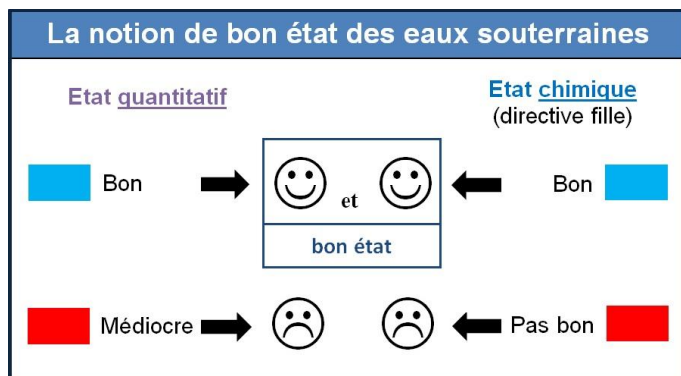 La notion de bon état des eaux souterraines
Etat quantitatif
Etat chimique
(directive fille)
Bon
et
Bon
bon état
Médiocre
Pas bon